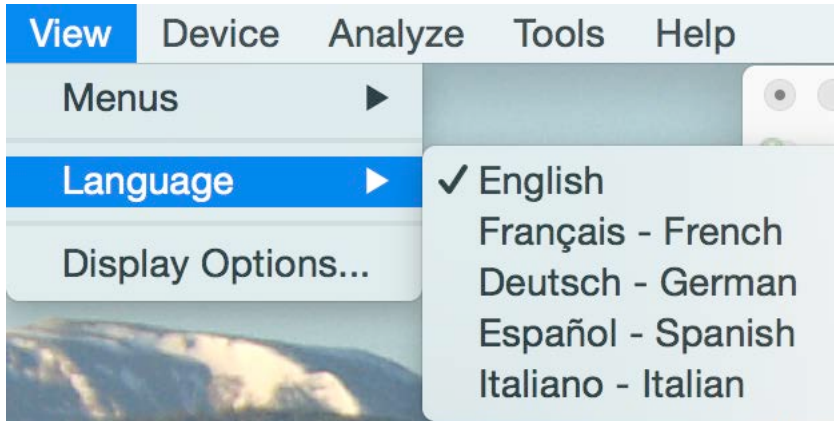 View Device Analyze Tools Help
Menus
Language
✓ English
Français - French
Display Options...
Deutsch - German
Español - Spanish
Italiano - Italian